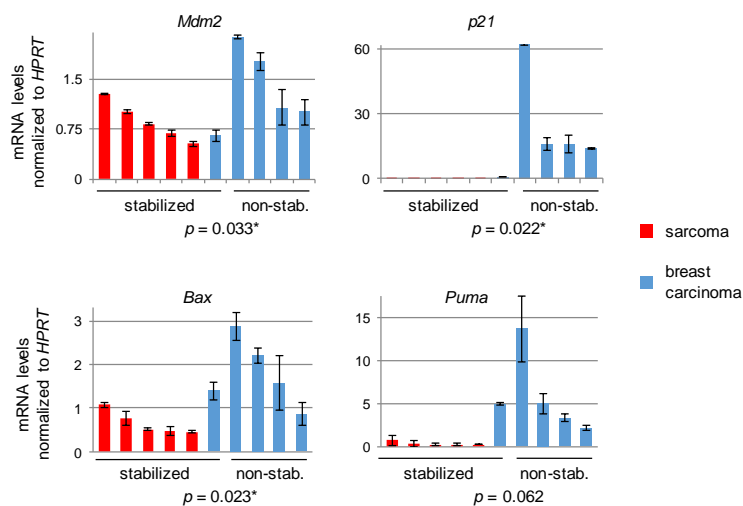 Mdm2
p21
mRNA levels
normalized to HPRT
1.5
0.75
0
60
30
0
stabilized
non-stab.
p = 0.033*
stabilized
non-stab.
p = 0.022*
sarcoma
breast
carcinoma
Bax
Puma
mRNA levels
normalized to HPRT
3
2
1
0
15
10
5
0
stabilized
non-stab.
p = 0.023*
stabilized
non-stab.
p = 0.062